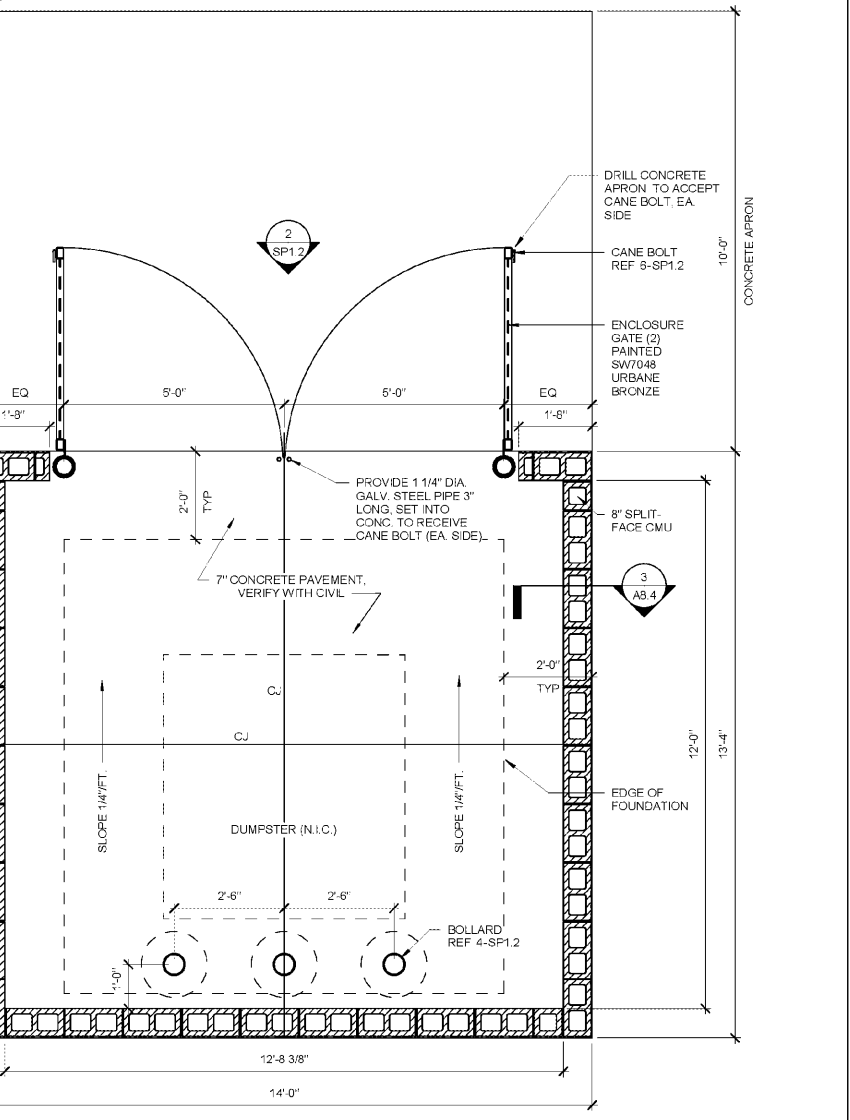 DRILL CONCRETE
APRON TO ACCEPT
CANE BOLT, EA.
SIDE
2
SP1.2
CANE BOLT
REF 6-SP1.2
10'-0"
CONCRETE APRON
ENCLOSURE
GATE (2)
PAINTED
SW7048
URBANE
BRONZE
EQ
5'-0"
5'-0"
EQ
1'-8"
1'-8"
2'-0"
TYP
PROVIDE 1 1/4" DIA.
GALV. STEEL PIPE 3"
LONG, SET INTO
CONC. TO RECEIVE
CANE BOLT (EA. SIDE)
8" SPLIT-
FACE CMU
7" CONCRETE PAVEMENT,
VERIFY WITH CIVIL
3
A8.4
2'-0"
TYP
CJ
CJ
12'-0"
13'-4"
SLOPE 1/4"/FT.
SLOPE 1/4"/FT.
EDGE OF
FOUNDATION
DUMPSTER (N.I.C.)
2'-6"
2'-6"
BOLLARD
REF 4-SP1.2
1'-0"
12'-8 3/8"
14'-0"